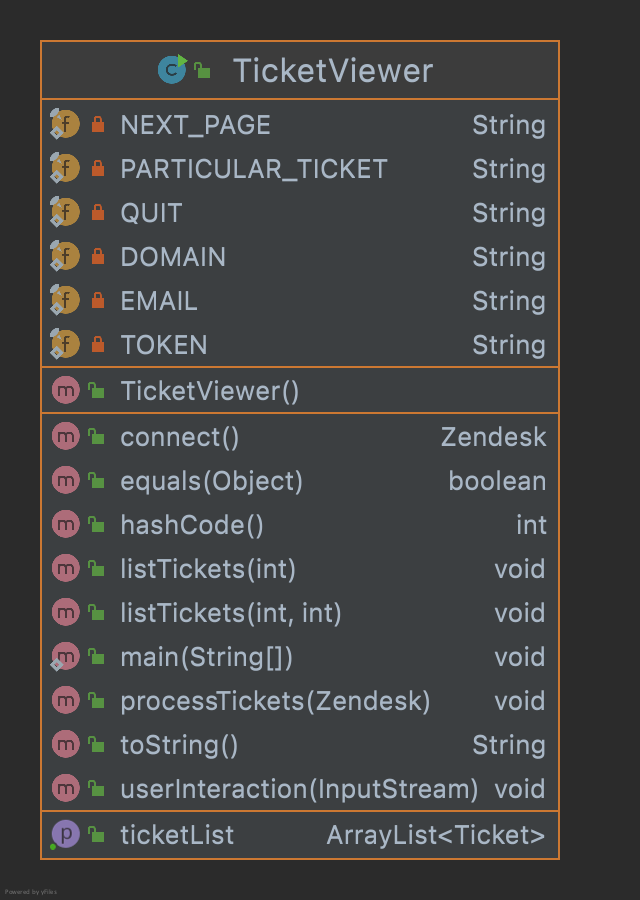 TicketViewer
NEXT_PAGE String
PARTICULAR_TICKET String
QUIT String
DOMAIN String
EMAIL String
TOKEN String
TicketViewer()
connect() Zendesk
equals(Object) boolean
hashCode() int
listTickets(int) void
listTickets(int, int) void
main(String[]) void
processTickets(Zendesk) void
toString() String
userInteraction(InputStream) void
ticketList ArrayList<Ticket>
Powered by yFiles